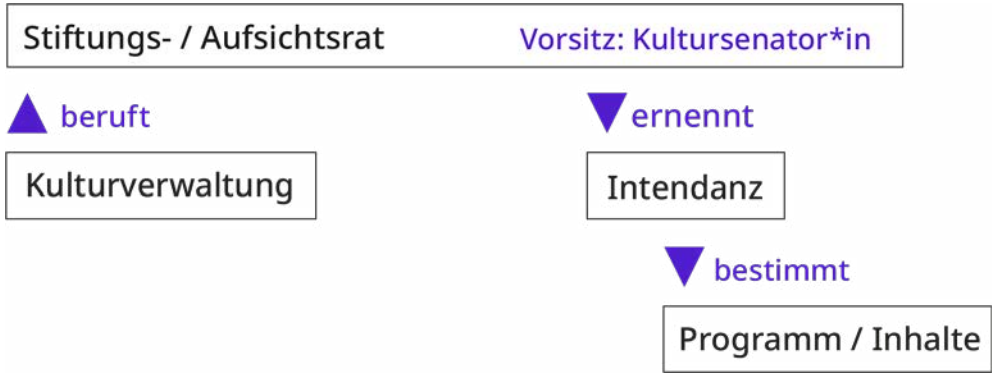 Stiftungs- / Aufsichtsrat Vorsitz: Kultursenator*in
beruft ernennt
Kulturverwaltung Intendanz
bestimmt
Programm / Inhalte